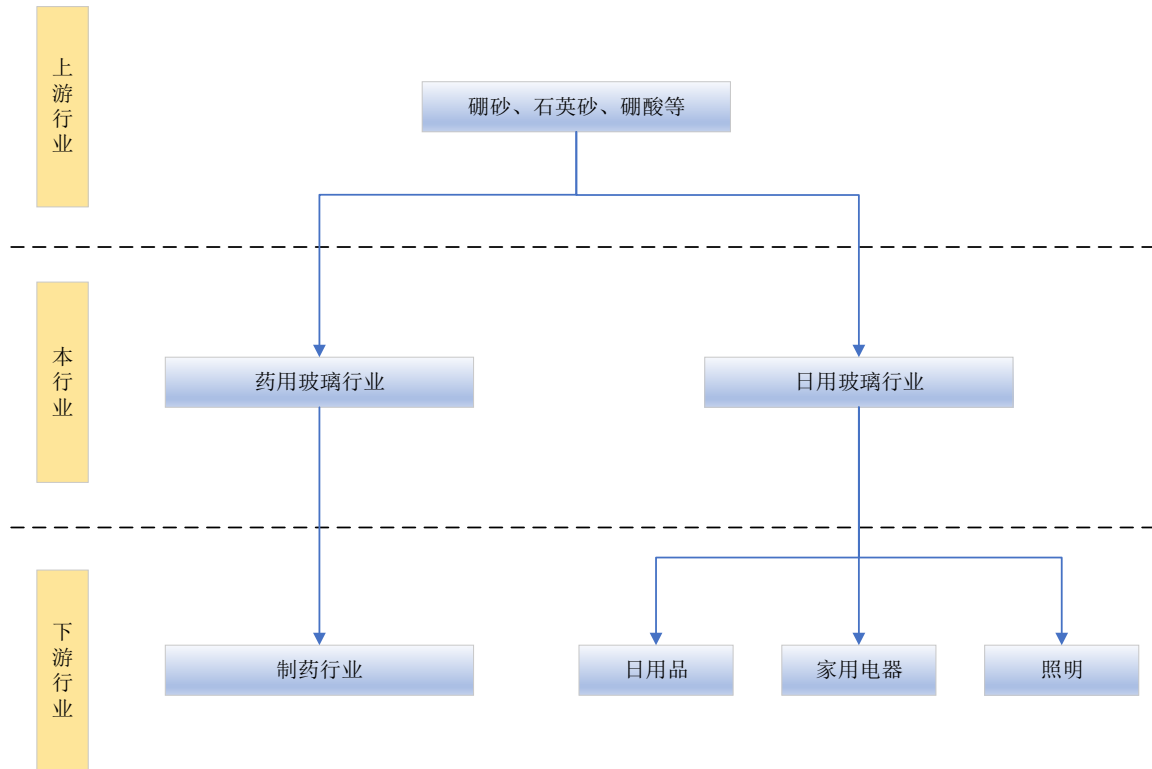 上游行业
硼砂、石英砂、硼酸等
本行业
药用玻璃行业
日用玻璃行业
下游行业
制药行业
日用品
家用电器
照明